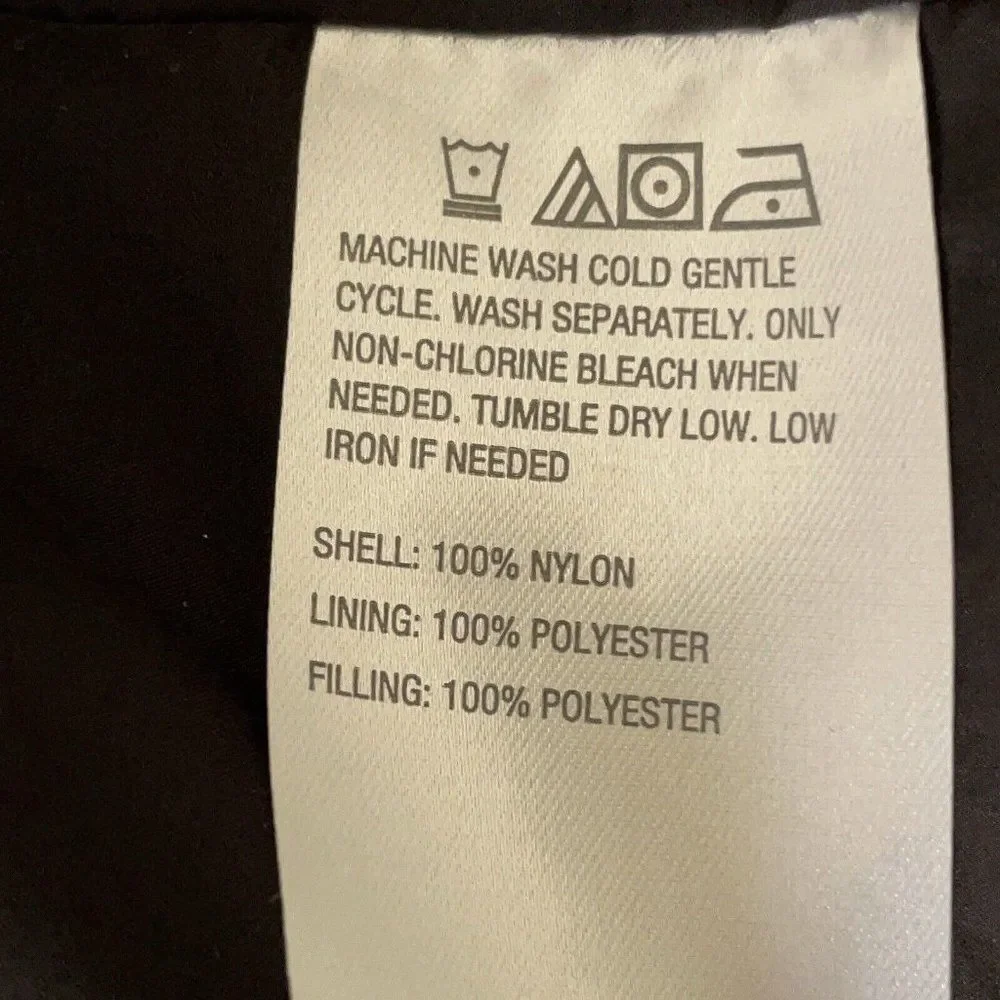 MACHINE WASH COLD GENTLE
CYCLE. WASH SEPARATELY. ONLY
NON-CHLORINE BLEACH WHEN
NEEDED. TUMBLE DRY LOW. LOW
IRON IF NEEDED
SHELL: 100% NYLON
LINING: 100% POLYESTER
FILLING: 100% POLYESTER